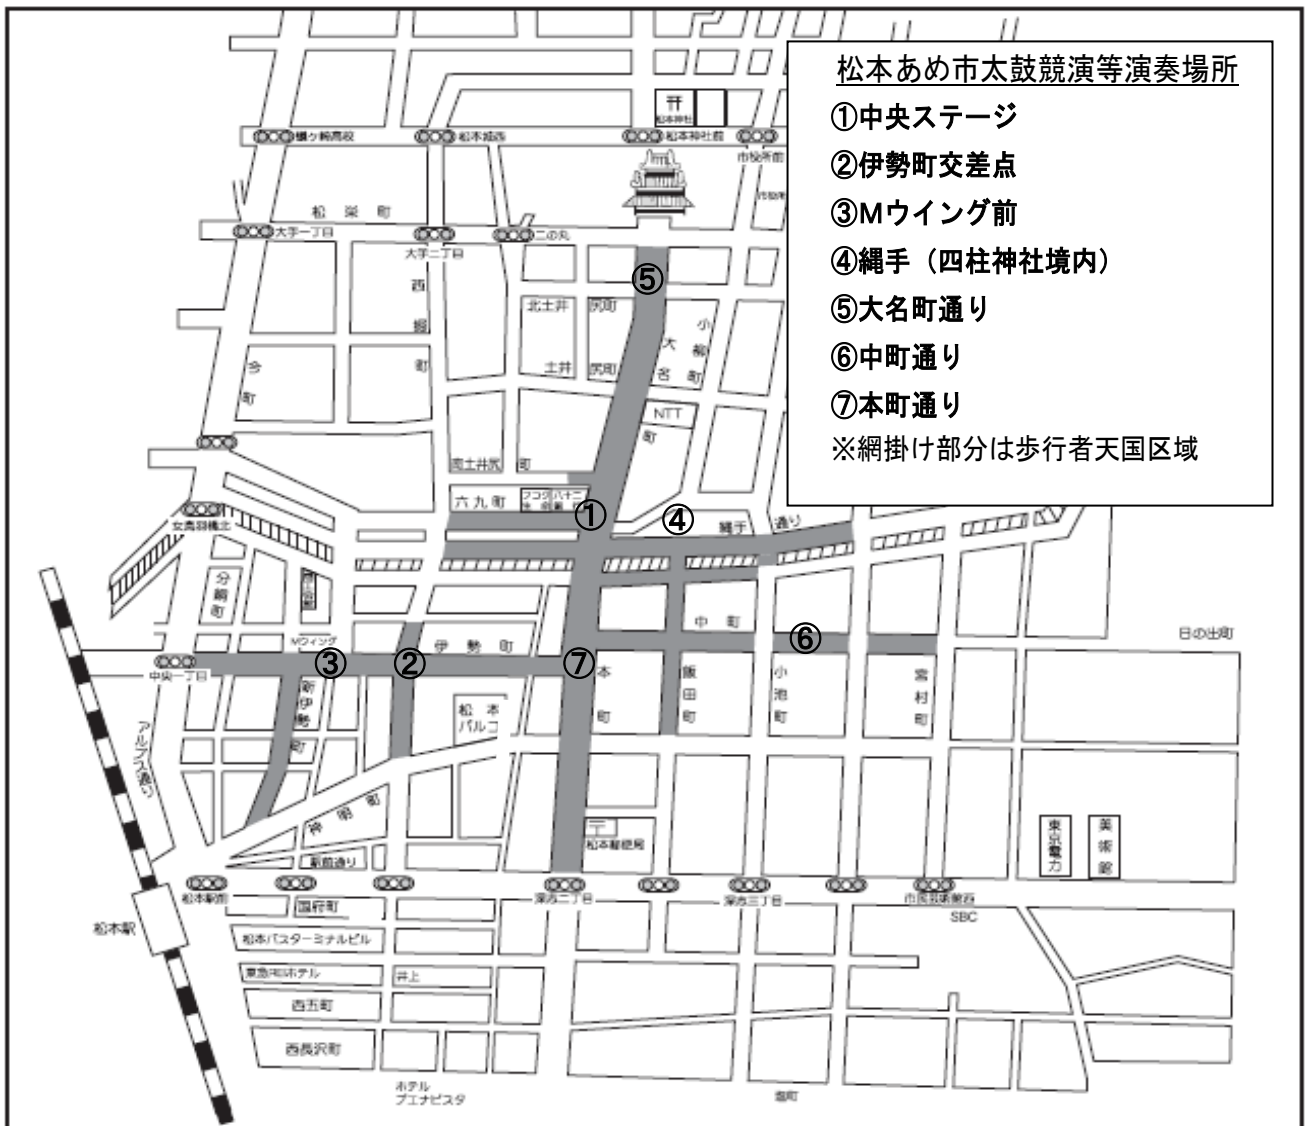 松本あめ市太鼓競演等演奏場所
①中央ステージ
②伊勢町交差点
③Mウイング前
④縄手（四柱神社境内）
⑤大名町通り
⑥中町通り
⑦本町通り
※網掛け部分は歩行者天国区域
松本神社
蟻ヶ崎高校
松本城西
松本神社前
市役所前
市役所
松栄町
大手一丁目
大手二丁目
二の丸
⑤
西堀町
北土井尻町
土井尻町
小柳町
大名町
今町
NTT
南土井尻町
六九町
①
④
縄手通り
女鳥羽橋北
分銅町
中町
⑥
日の出町
Mウィング
伊勢町
③
②
⑦
中央一丁目
新伊勢町
松本パルコ
本町
飯田町
小池町
宮村町
アルプス通り
神明町
駅前通り
〒
松本郵便局
東京電力
美術館
松本駅前
深志二丁目
深志三丁目
市民芸術館西
SBC
松本駅
国府町
松本バスターミナルビル
東急REIホテル
井上
西五町
西長沢町
ホテル
ブエナビスタ